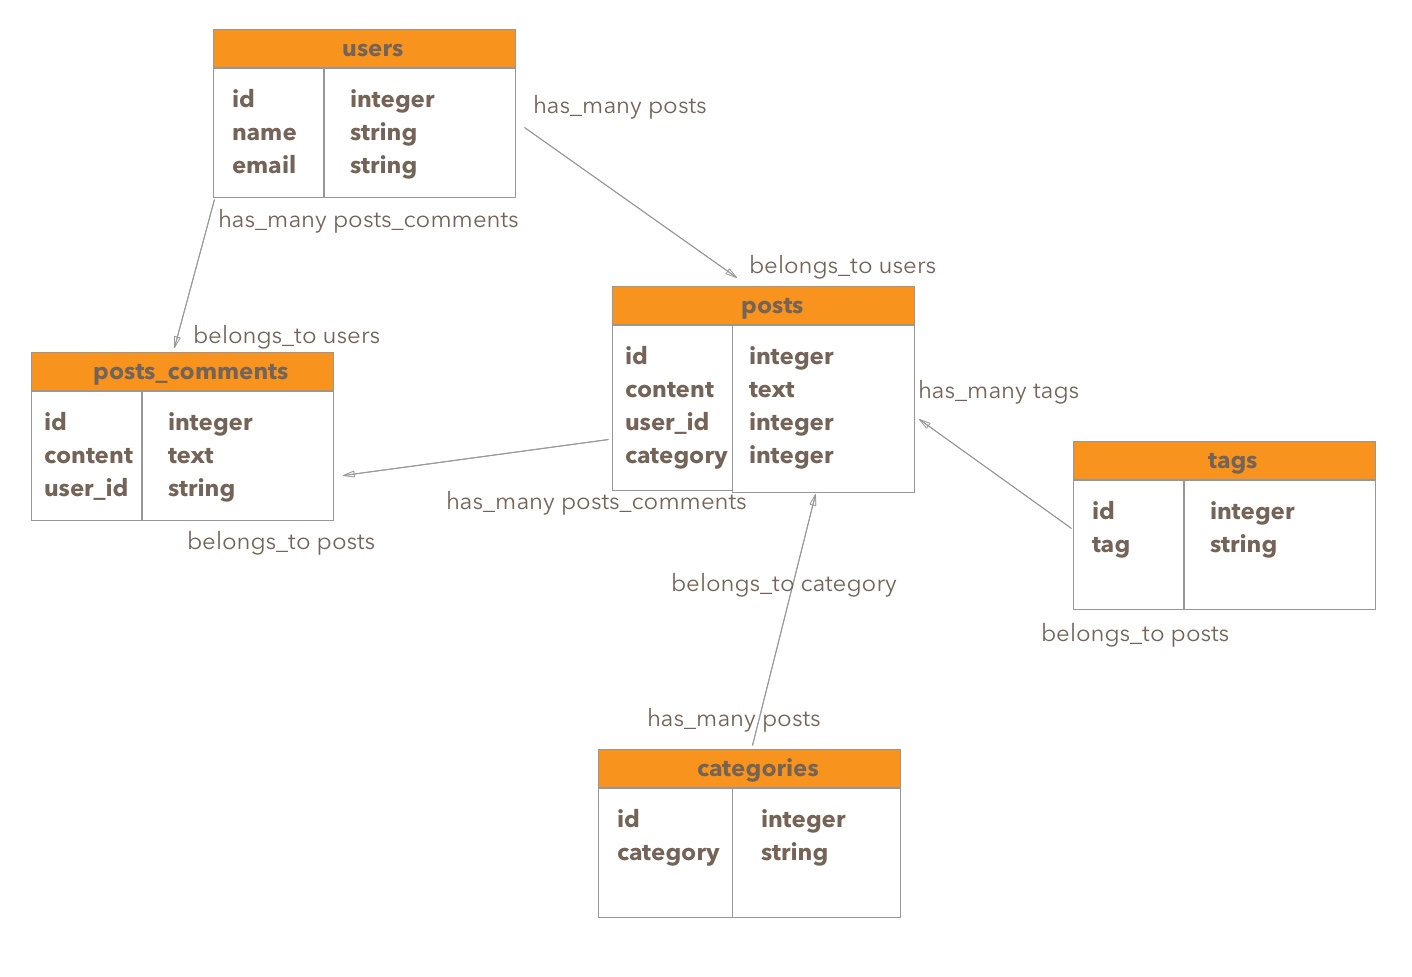 users
id integer
name string
email string
has_many posts
has_many posts_comments
belongs_to users
posts
id integer
content text
user_id integer
category integer
belongs_to users
posts_comments
id integer
content text
user_id string
has_many tags
has_many posts_comments
belongs_to posts
tags
id integer
tag string
belongs_to posts
belongs_to category
has_many posts
categories
id integer
category string